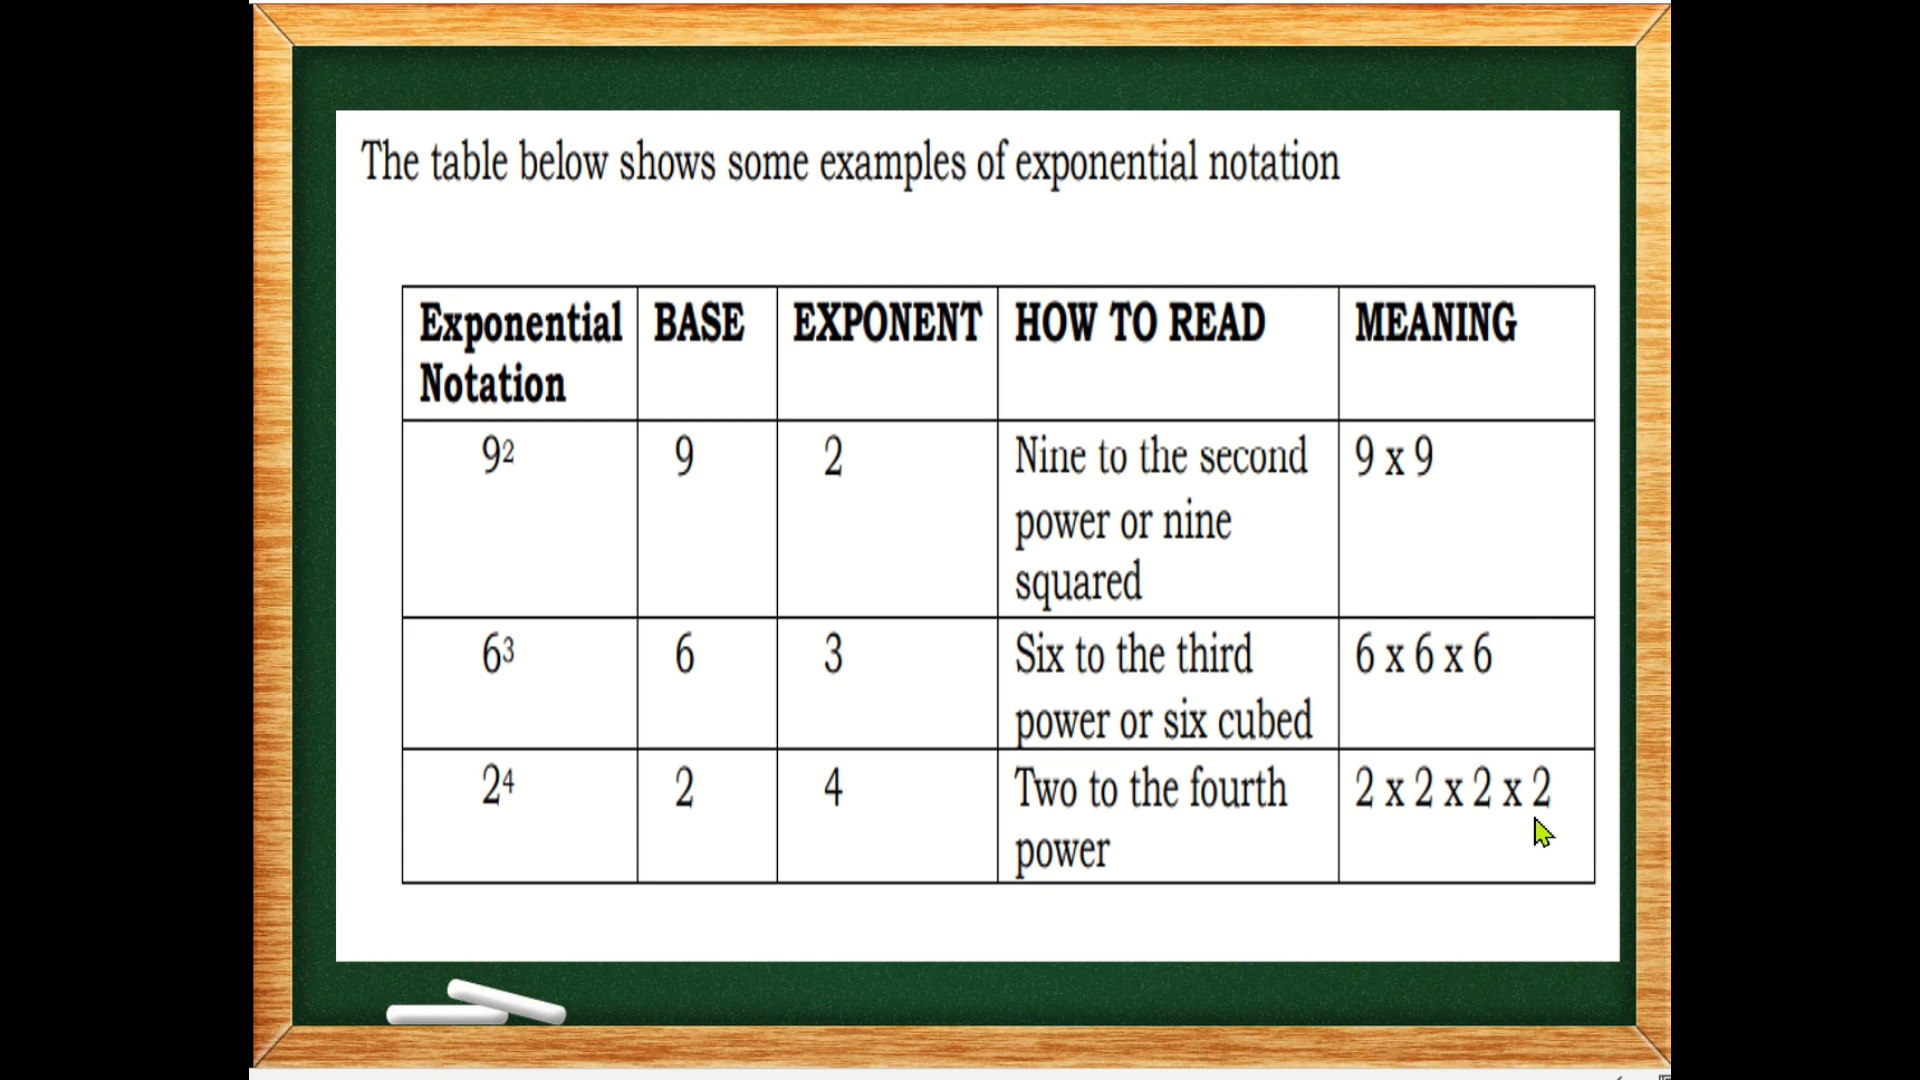 The table below shows some examples of exponential notation
Exponential Notation BASE EXPONENT HOW TO READ MEANING
9² 9 2 Nine to the second 9 x 9
power or nine
squared
6³ 6 3 Six to the third 6 x 6 x 6
power or six cubed
2⁴ 2 4 Two to the fourth 2 x 2 x 2 x 2
power